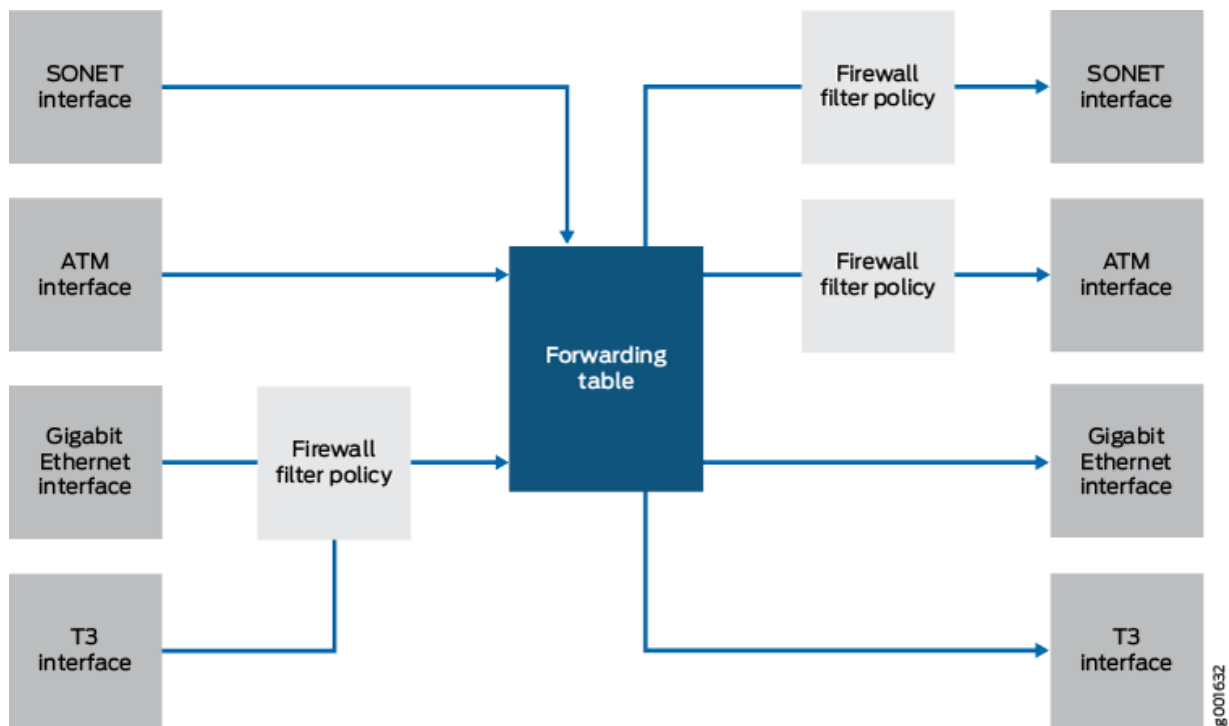 SONET
interface
Firewall
filter policy
SONET
interface
ATM
interface
Firewall
filter policy
ATM
interface
Forwarding
table
Gigabit
Ethernet
interface
Firewall
filter policy
Gigabit
Ethernet
interface
T3
interface
T3
interface
g001632